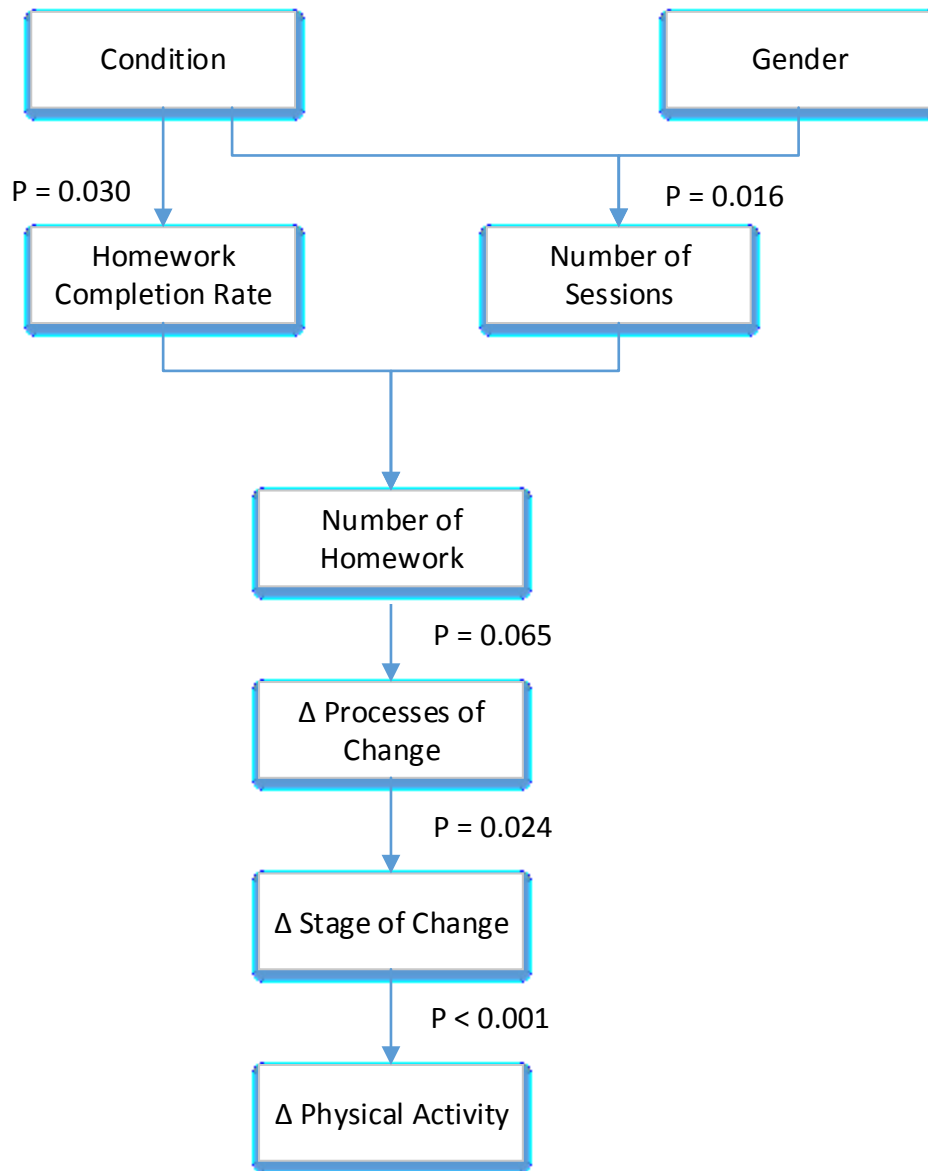 Condition
Gender
P = 0.030
P = 0.016
Homework
Completion Rate
Number of
Sessions
Number of
Homework
P = 0.065
Δ Processes of
Change
P = 0.024
Δ Stage of Change
P < 0.001
Δ Physical Activity